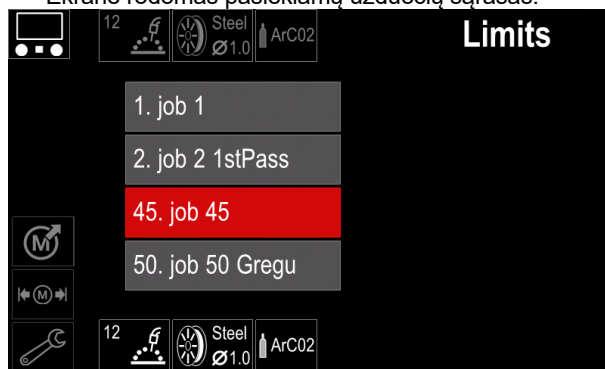 Ekrane rodomas pasiekiamų užduočių sąrašas:
12 Steel ø1.0 ArC02
Limits
1. job 1
2. job 2 1stPass
45. job 45
50. job 50 Gregu
M
M
12 Steel ø1.0 ArC02